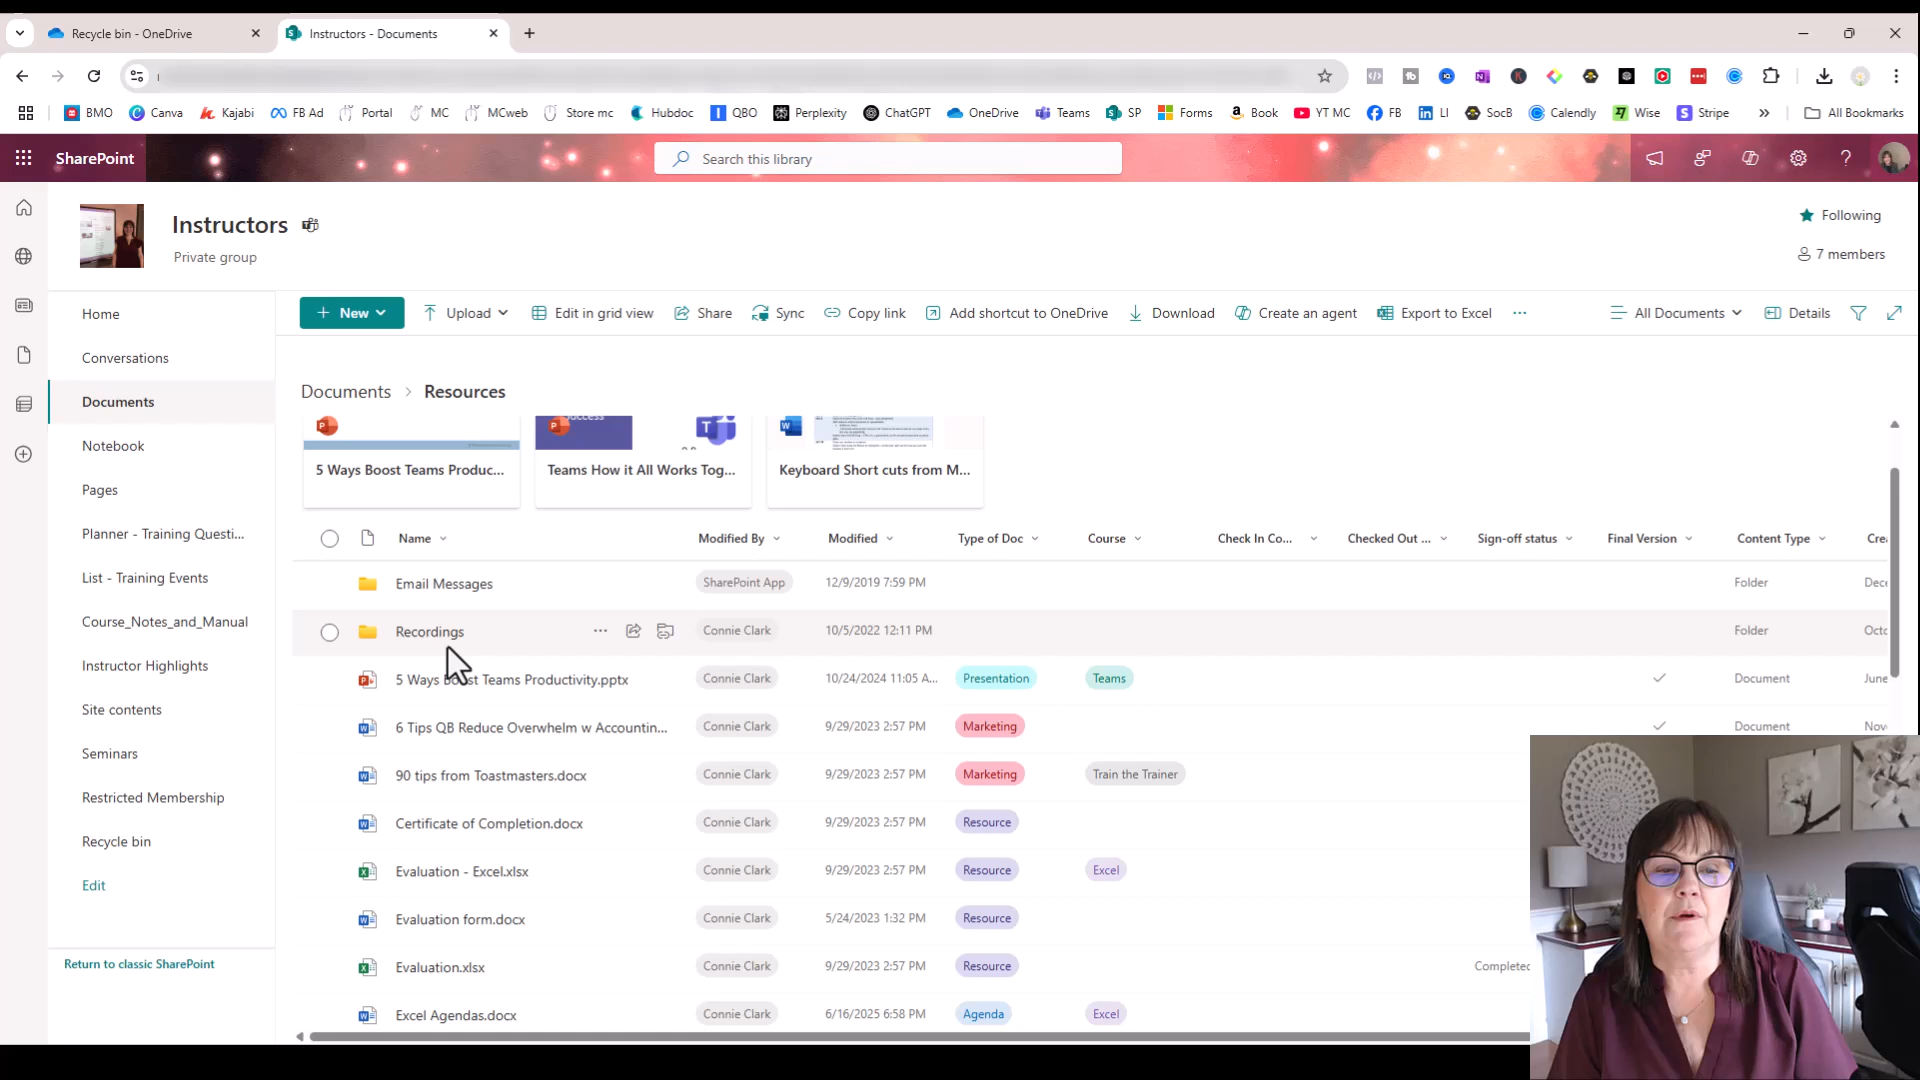 Recycle bin - OneDrive
Instructors - Documents
BMO
Canva
Kajabi
FB Ad
Portal
MC
MCweb
Store mc
Hubdoc
QBO
Perplexity
ChatGPT
OneDrive
Teams
SP
Forms
Book
YT MC
FB
LI
SocB
Calendly
Wise
Stripe
All Bookmarks
SharePoint
Search this library
Instructors
Private group
Following
7 members
Home
Conversations
Documents
Notebook
Pages
Planner - Training Questi...
List - Training Events
Course_Notes_and_Manual
Instructor Highlights
Site contents
Seminars
Restricted Membership
Recycle bin
Edit
Return to classic SharePoint
New
Upload
Edit in grid view
Share
Sync
Copy link
Add shortcut to OneDrive
Download
Create an agent
Export to Excel
All Documents
Details
Documents > Resources
5 Ways Boost Teams Produc...
Teams How it All Works Tog...
Keyboard Short cuts from M...
Name Modified By Modified Type of Doc Course Check In Co... Checked Out ... Sign-off status Final Version Content Type Crea
Email Messages SharePoint App 12/9/2019 7:59 PM Folder Dece
Recordings Connie Clark 10/5/2022 12:11 PM Folder Octo
5 Ways Boost Teams Productivity.pptx Connie Clark 10/24/2024 11:05 A... Presentation Teams Document June
6 Tips QB Reduce Overwhelm w Accountin... Connie Clark 9/29/2023 2:57 PM Marketing Document Nov
90 tips from Toastmasters.docx Connie Clark 9/29/2023 2:57 PM Marketing Train the Trainer
Certificate of Completion.docx Connie Clark 9/29/2023 2:57 PM Resource
Evaluation - Excel.xlsx Connie Clark 9/29/2023 2:57 PM Resource Excel
Evaluation form.docx Connie Clark 5/24/2023 1:32 PM Resource
Evaluation.xlsx Connie Clark 9/29/2023 2:57 PM Resource Completed
Excel Agendas.docx Connie Clark 6/16/2025 6:58 PM Agenda Excel